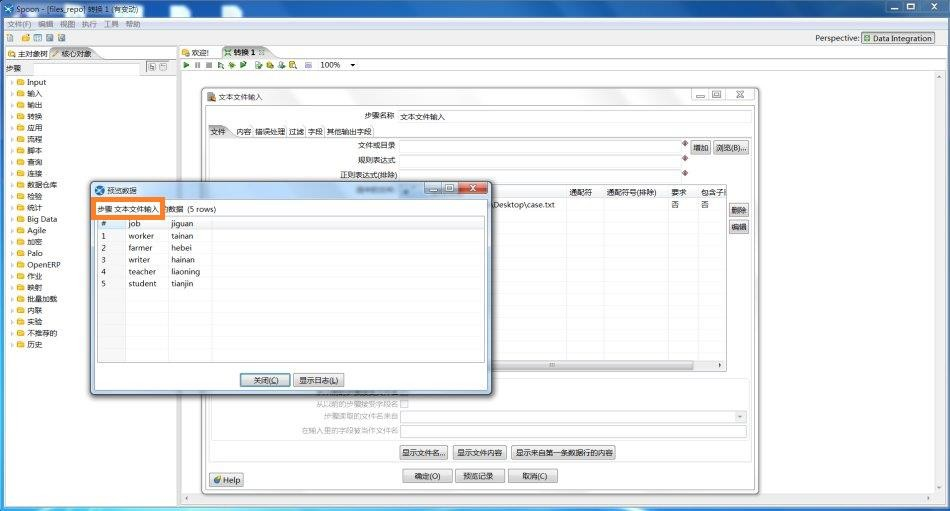 Spoon - [files_repo] 转换 1 (有变动)
文件(F) 编辑 视图 执行 工具 帮助
Perspective: Data Integration
主对象树 核心对象
欢迎! 转换 1
步骤
100%
Input
输入
输出
转换
应用
流程
脚本
查询
连接
数据仓库
检验
统计
Big Data
Agile
加密
Palo
OpenERP
作业
映射
批量加载
内联
实验
不推荐的
历史
文本文件输入
步骤名称 文本文件输入
文件 内容 错误处理 过滤 字段 其他输出字段
文件或目录 增加 浏览(B)...
规则表达式
正则表达式(排除)
通配符 通配符号(排除) 要求 包含子
\Desktop\case.txt 否 否
删除
编辑
预览数据
步骤 文本文件输入 的数据 (5 rows)
# job jiguan
1 worker tainan
2 farmer hebei
3 writer hainan
4 teacher liaoning
5 student tianjin
关闭(C) 显示日志(L)
从以前的步骤接受字段名
步骤读取的文件名来自
在输入里的字段被当作文件名
显示文件名... 显示文件内容 显示来自第一条数据行的内容
Help 确定(O) 预览记录 取消(C)